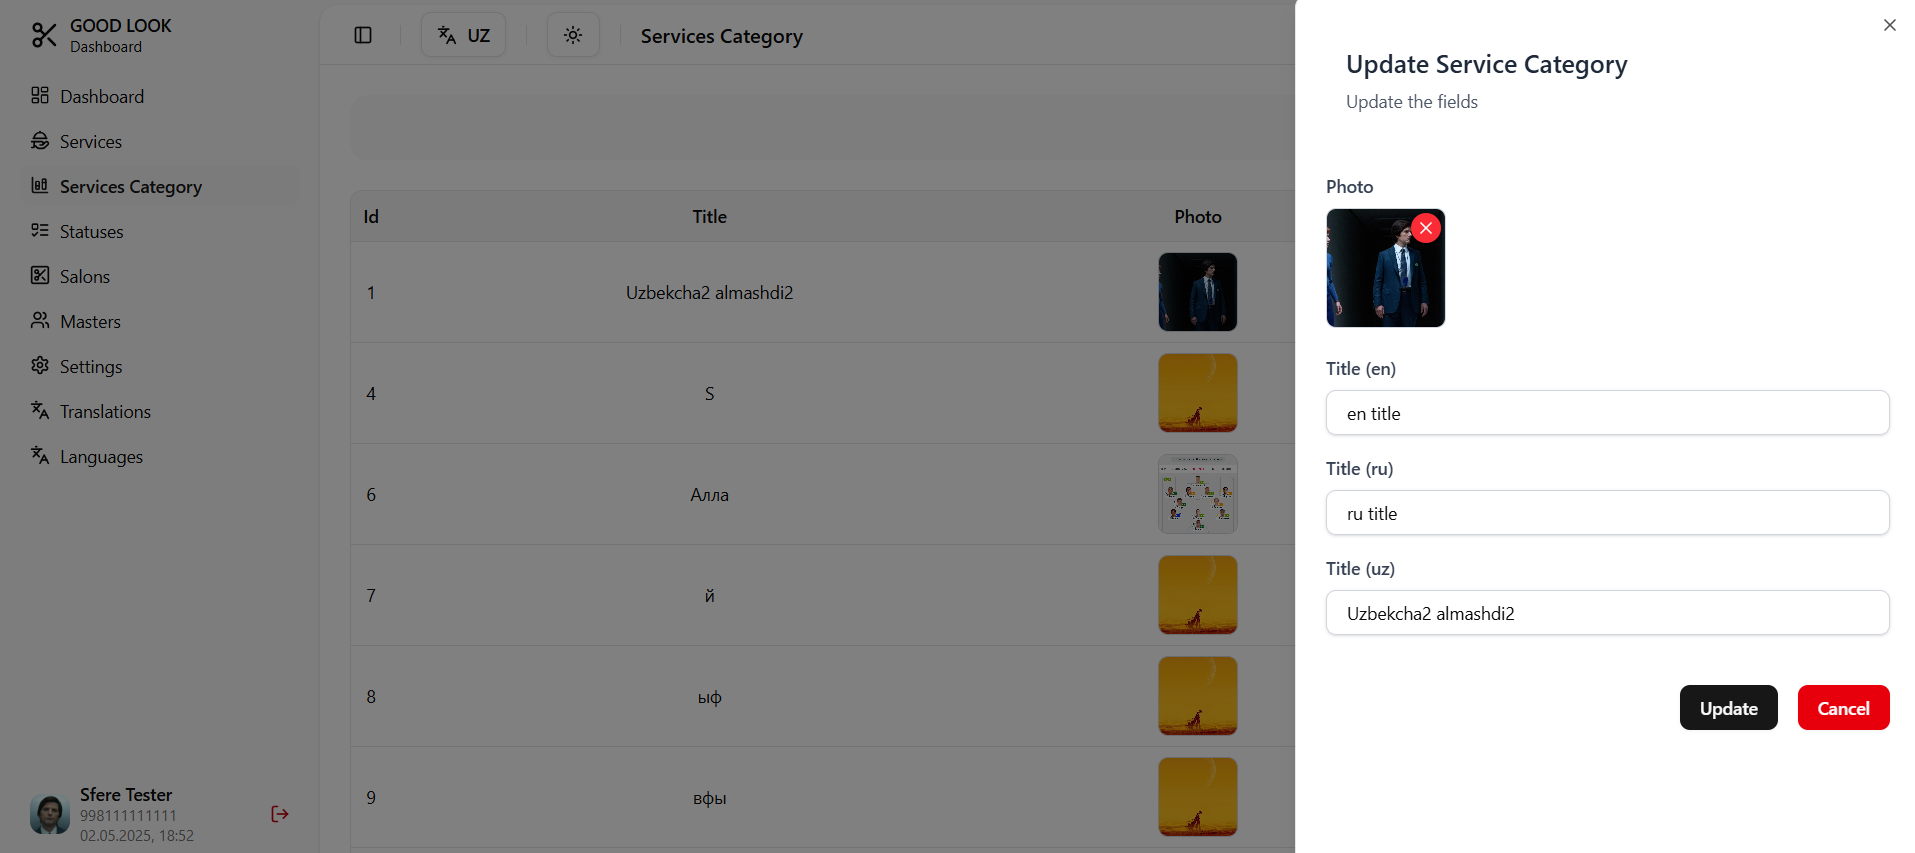 GOOD LOOK
Dashboard
Dashboard
Services
Services Category
Statuses
Salons
Masters
Settings
Translations
Languages
Sfere Tester
998111111111
02.05.2025, 18:52
UZ
Services Category
Id Title Photo
1 Uzbekcha2 almashdi2
4 S
6 Алла
7 й
8 ыф
9 вфы
Update Service Category
Update the fields
Photo
Title (en)
en title
Title (ru)
ru title
Title (uz)
Uzbekcha2 almashdi2
Update Cancel